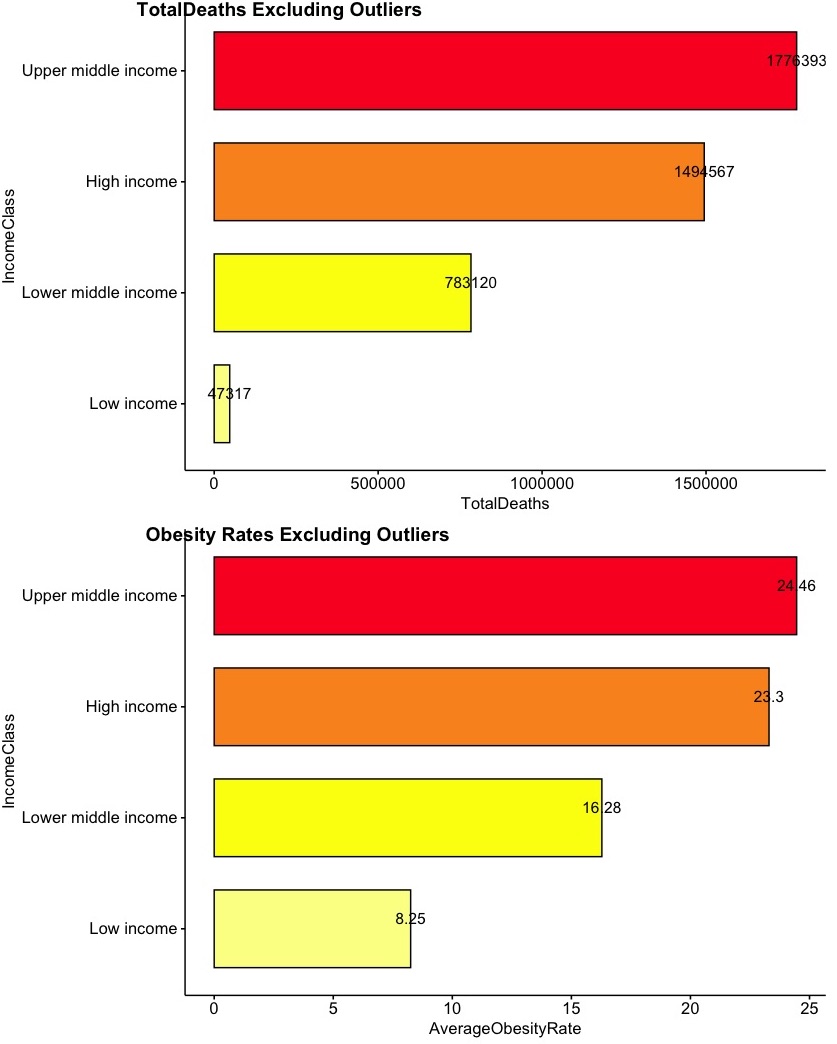 TotalDeaths Excluding Outliers
IncomeClass
Upper middle income
1776393
High income
1494567
Lower middle income
783120
Low income
47317
0 500000 1000000 1500000
TotalDeaths
Obesity Rates Excluding Outliers
IncomeClass
Upper middle income
24.46
High income
23.3
Lower middle income
16.28
Low income
8.25
0 5 10 15 20 25
AverageObesityRate